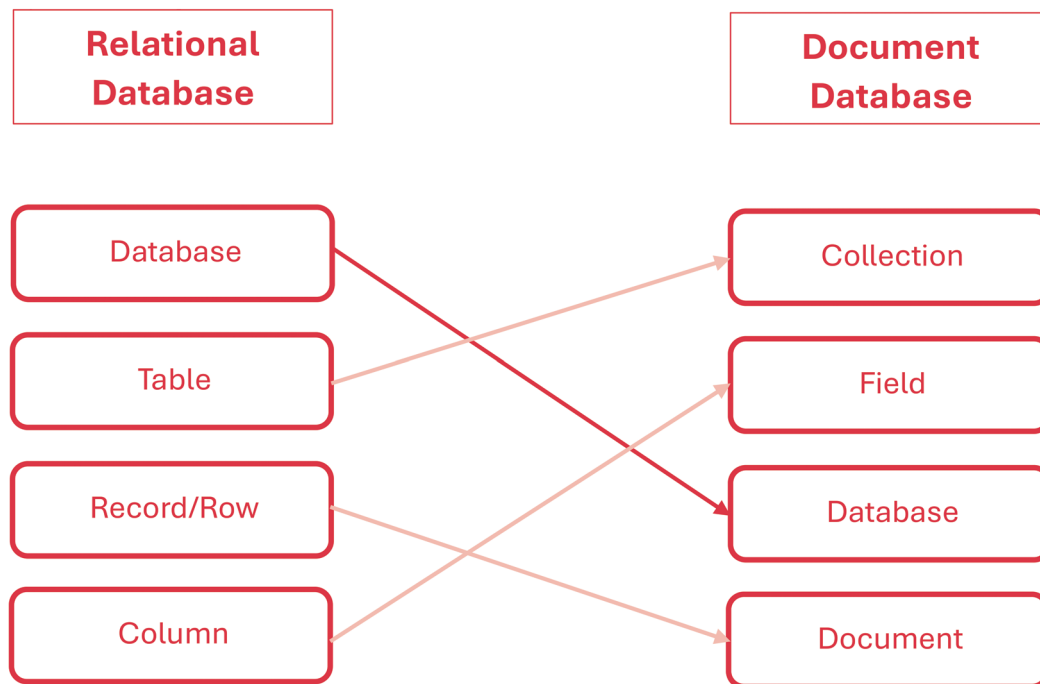 Relational
Database
Document
Database
Database
Table
Record/Row
Column
Collection
Field
Database
Document